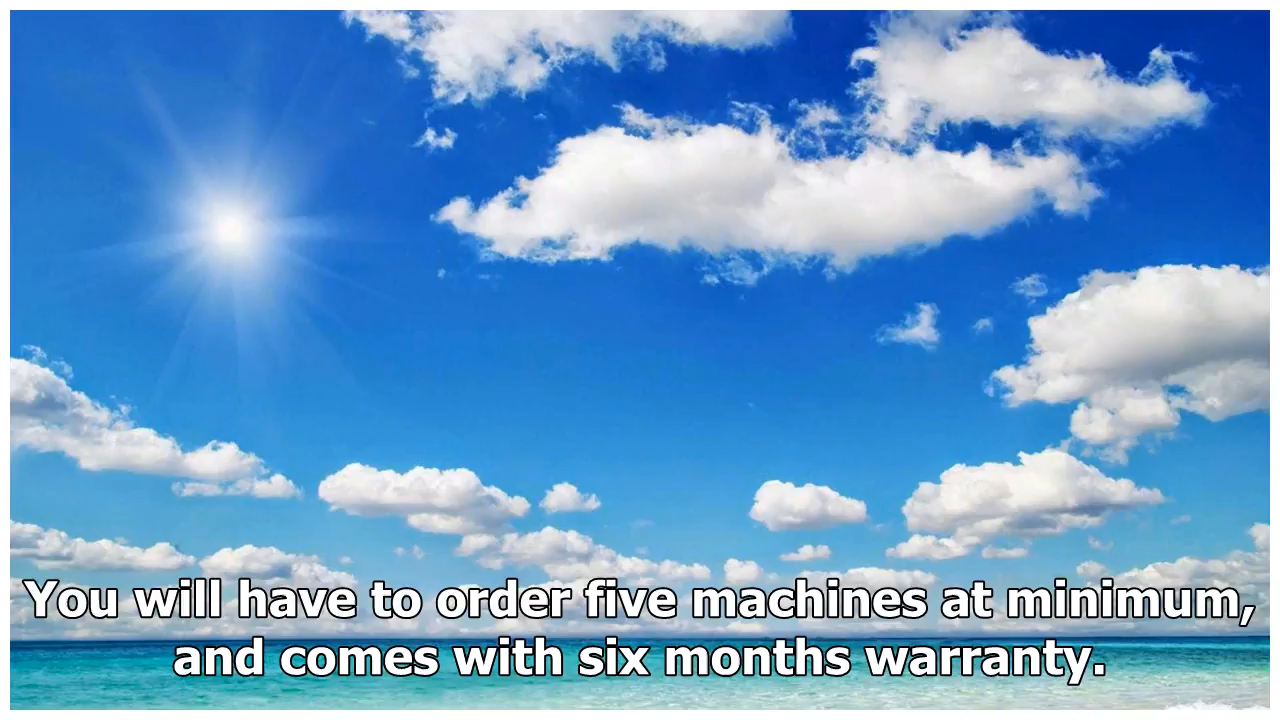 You will have to order five machines at minimum,
and comes with six months warranty.